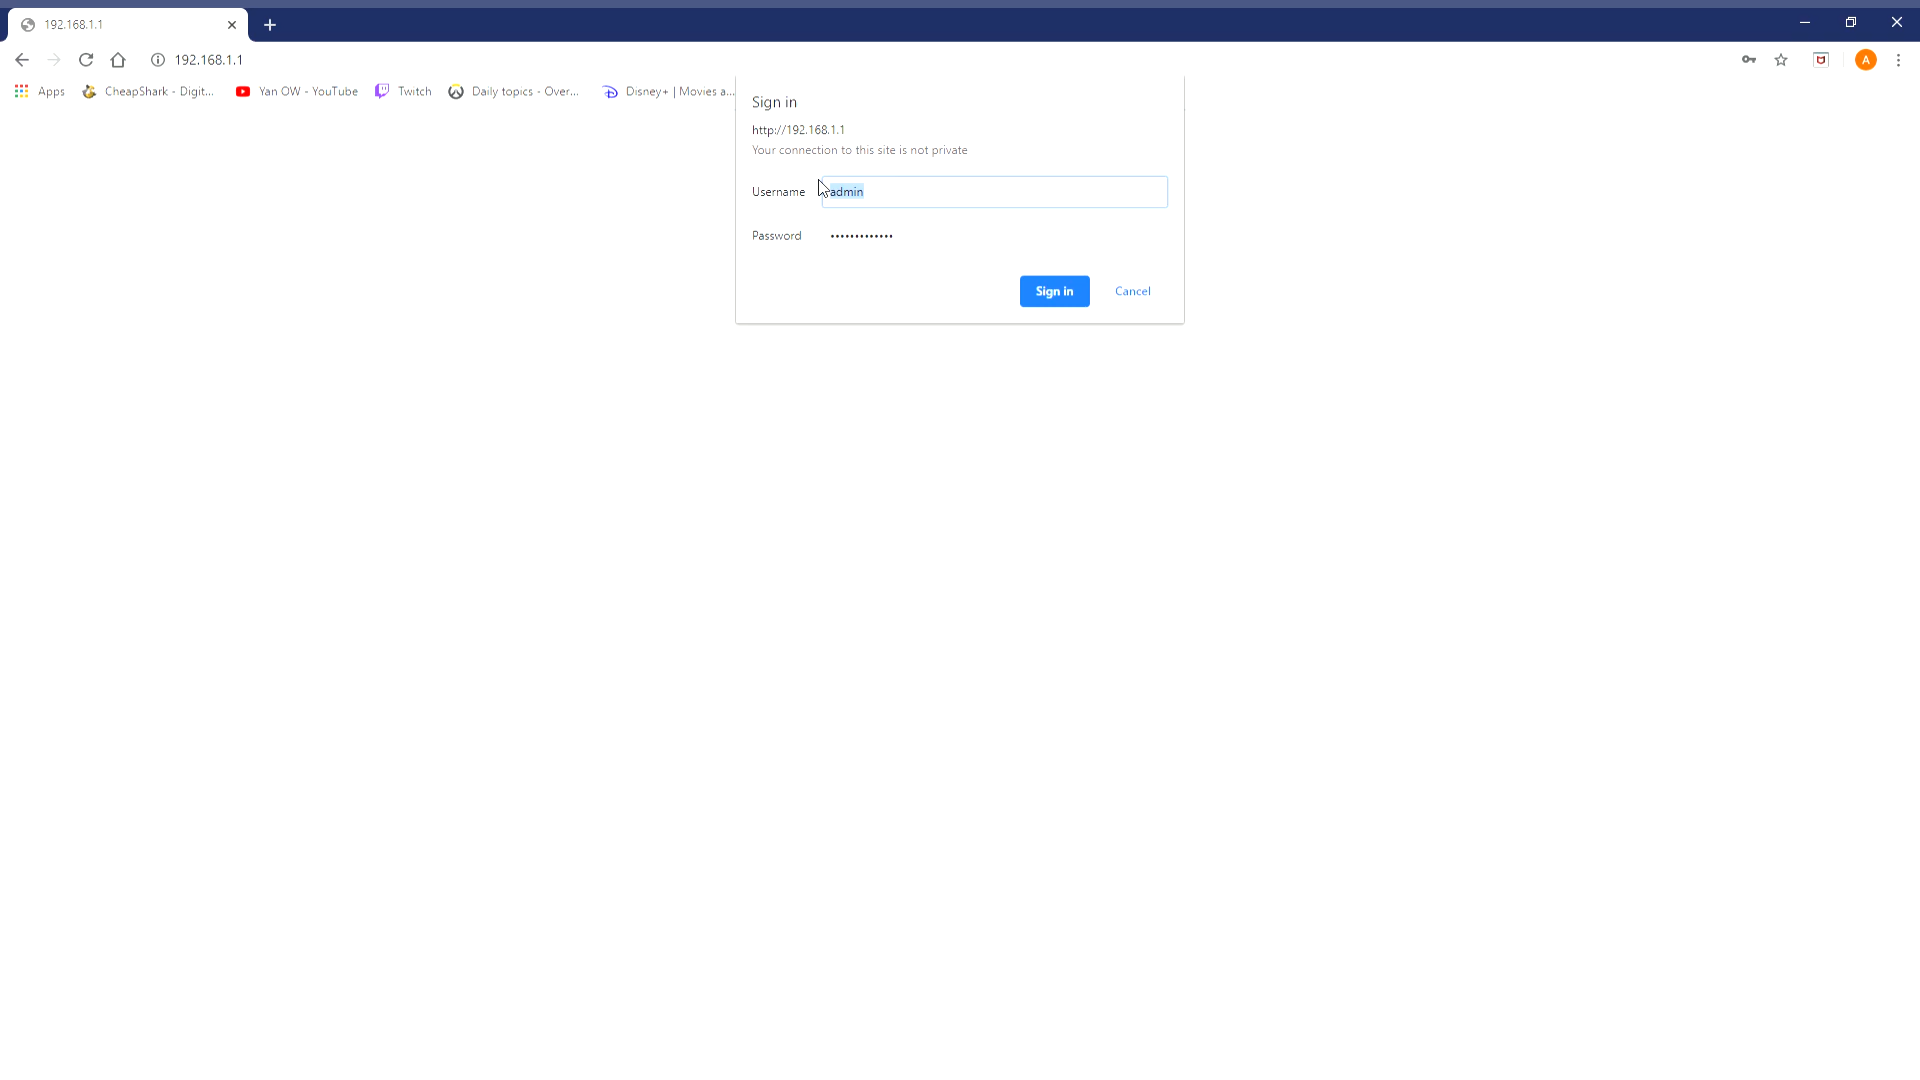 192.168.1.1
192.168.1.1
A
Apps CheapShark - Digit... Yan OW - YouTube Twitch Daily topics - Over... Disney+ | Movies a...
Sign in
http://192.168.1.1
Your connection to this site is not private
Username admin
Password •••••••••••••
Sign in Cancel